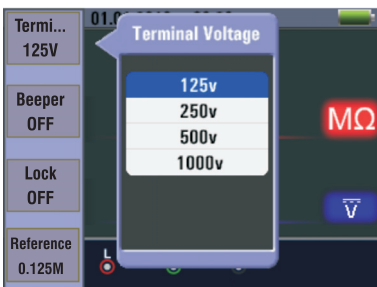 Termi...
125V
Beeper
OFF
Lock
OFF
Reference
0.125M
Terminal Voltage
125v
250v
500v
1000v
MΩ
V
L